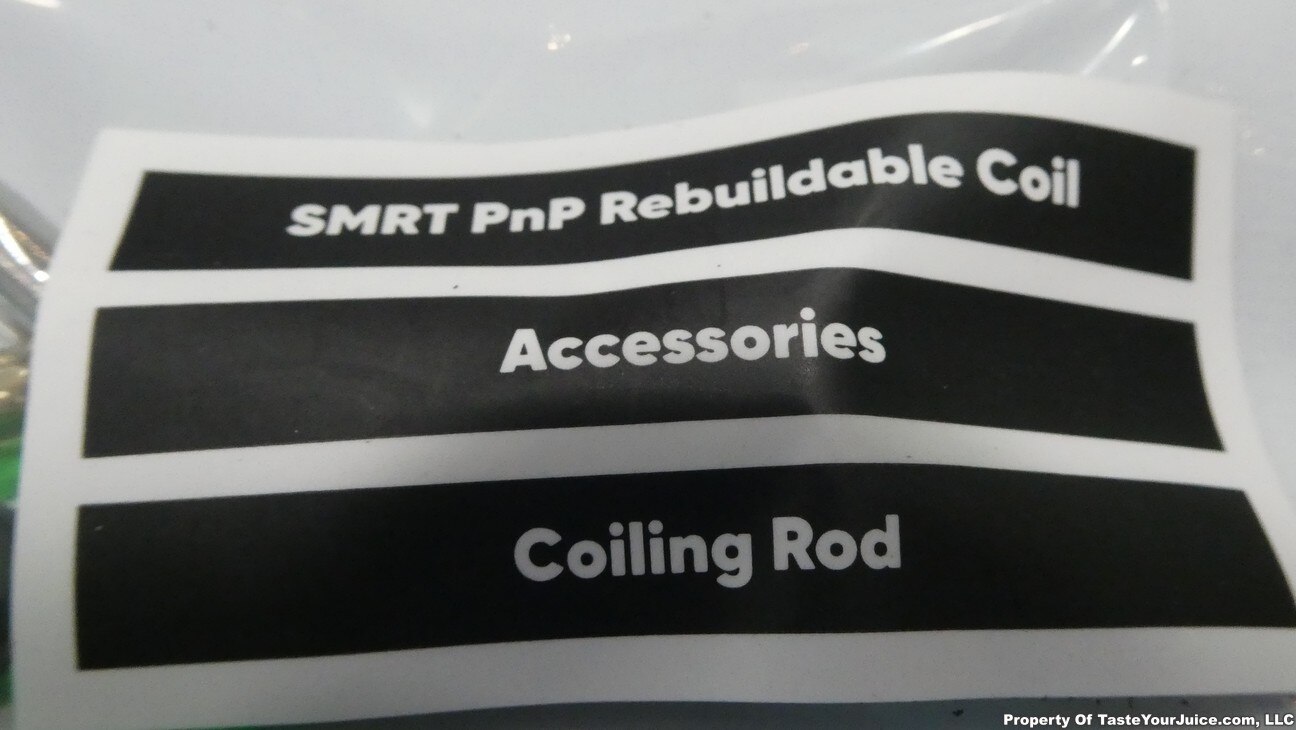 SMRT PnP Rebuildable Coil
Accessories
Coiling Rod
Property Of TasteYourJuice.com, LLC